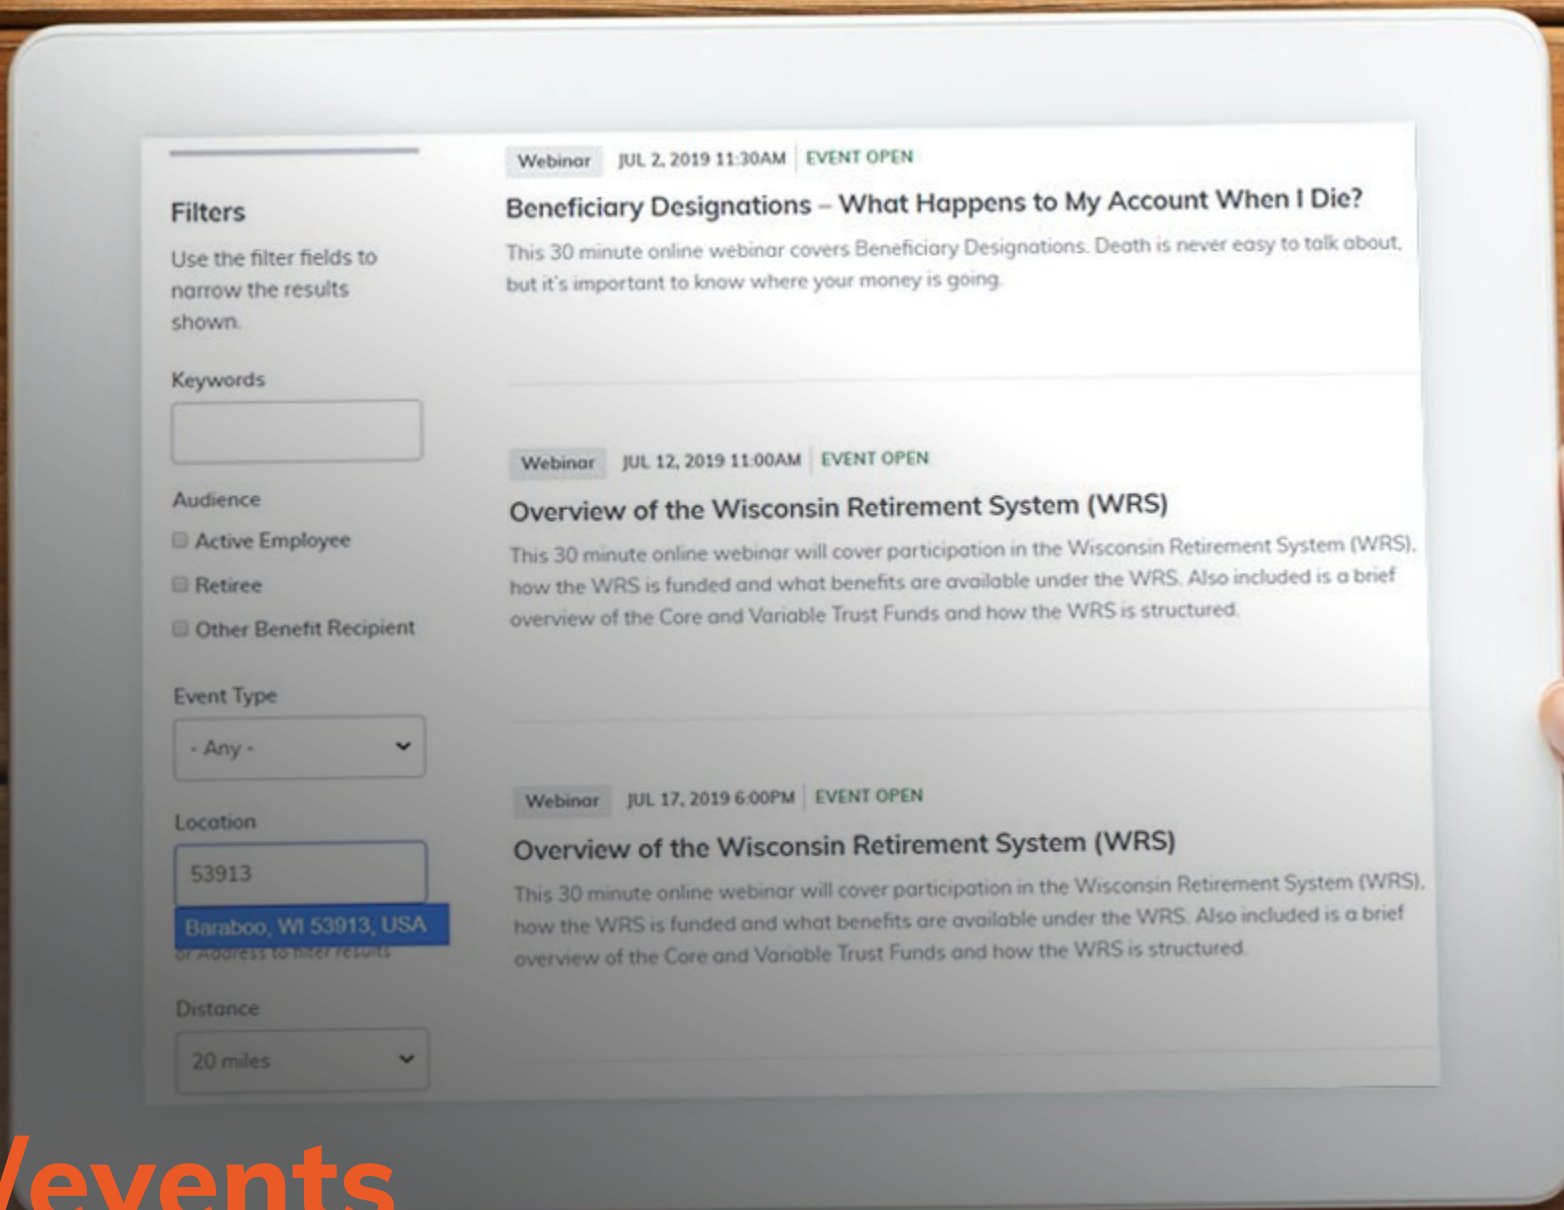 Filters
Use the filter fields to
narrow the results
shown.
Keywords
Audience
Active Employee
Retiree
Other Benefit Recipient
Event Type
- Any -
Location
53913
Baraboo, WI 53913, USA
or Address to filter results
Distance
20 miles
Webinar JUL 2, 2019 11:30AM EVENT OPEN
Beneficiary Designations – What Happens to My Account When I Die?
This 30 minute online webinar covers Beneficiary Designations. Death is never easy to talk about,
but it's important to know where your money is going.
Webinar JUL 12, 2019 11:00AM EVENT OPEN
Overview of the Wisconsin Retirement System (WRS)
This 30 minute online webinar will cover participation in the Wisconsin Retirement System (WRS),
how the WRS is funded and what benefits are available under the WRS. Also included is a brief
overview of the Core and Variable Trust Funds and how the WRS is structured.
Webinar JUL 17, 2019 6:00PM EVENT OPEN
Overview of the Wisconsin Retirement System (WRS)
This 30 minute online webinar will cover participation in the Wisconsin Retirement System (WRS),
how the WRS is funded and what benefits are available under the WRS. Also included is a brief
overview of the Core and Variable Trust Funds and how the WRS is structured.
/events